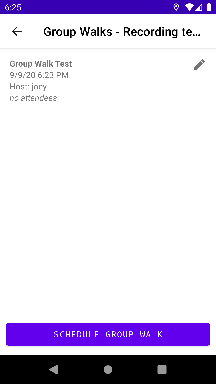 6:25
Group Walks - Recording te...
Group Walk Test
9/9/20 6:23 PM
Host: joey
no attendees
SCHEDULE GROUP WALK